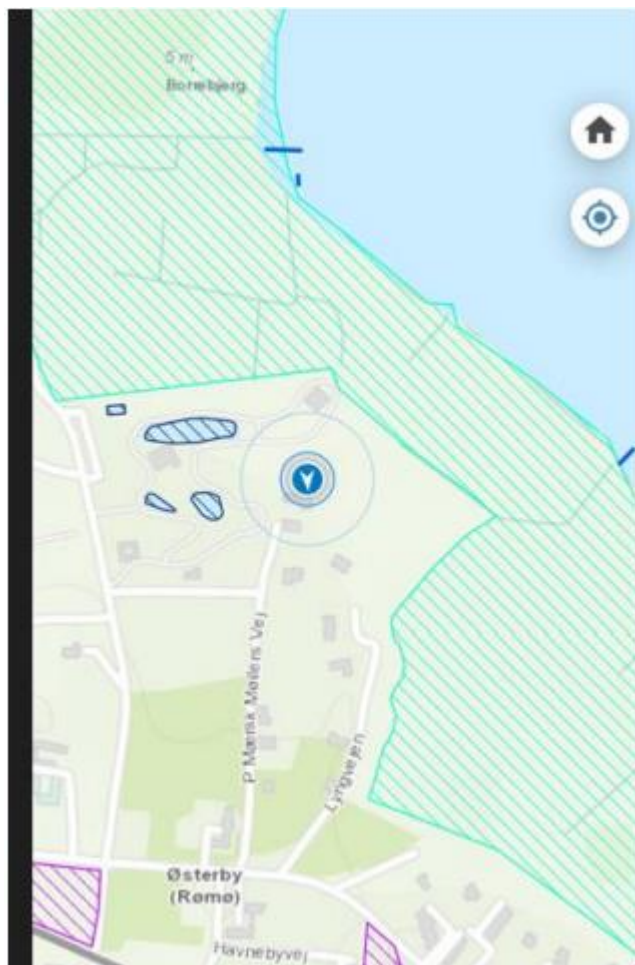 5 m
Borrebjerg
P Mærsk Møllers Vej
Lyngvejen
Østerby
(Rømø)
Havnebyvej